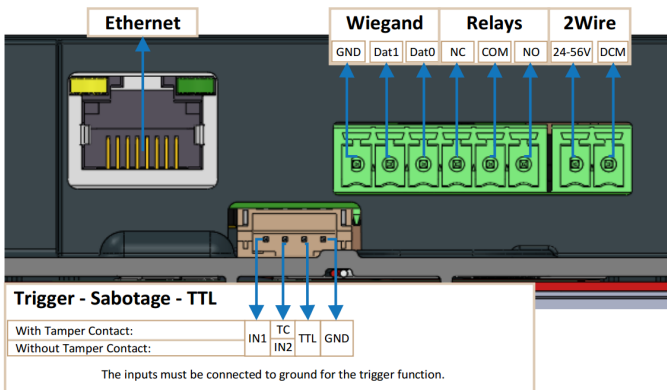 Ethernet
Wiegand Relays 2Wire
GND Dat1 Dat0 NC COM NO 24-56V DCM
Trigger - Sabotage - TTL
With Tamper Contact: IN1 TC TTL GND
Without Tamper Contact: IN2
The inputs must be connected to ground for the trigger function.